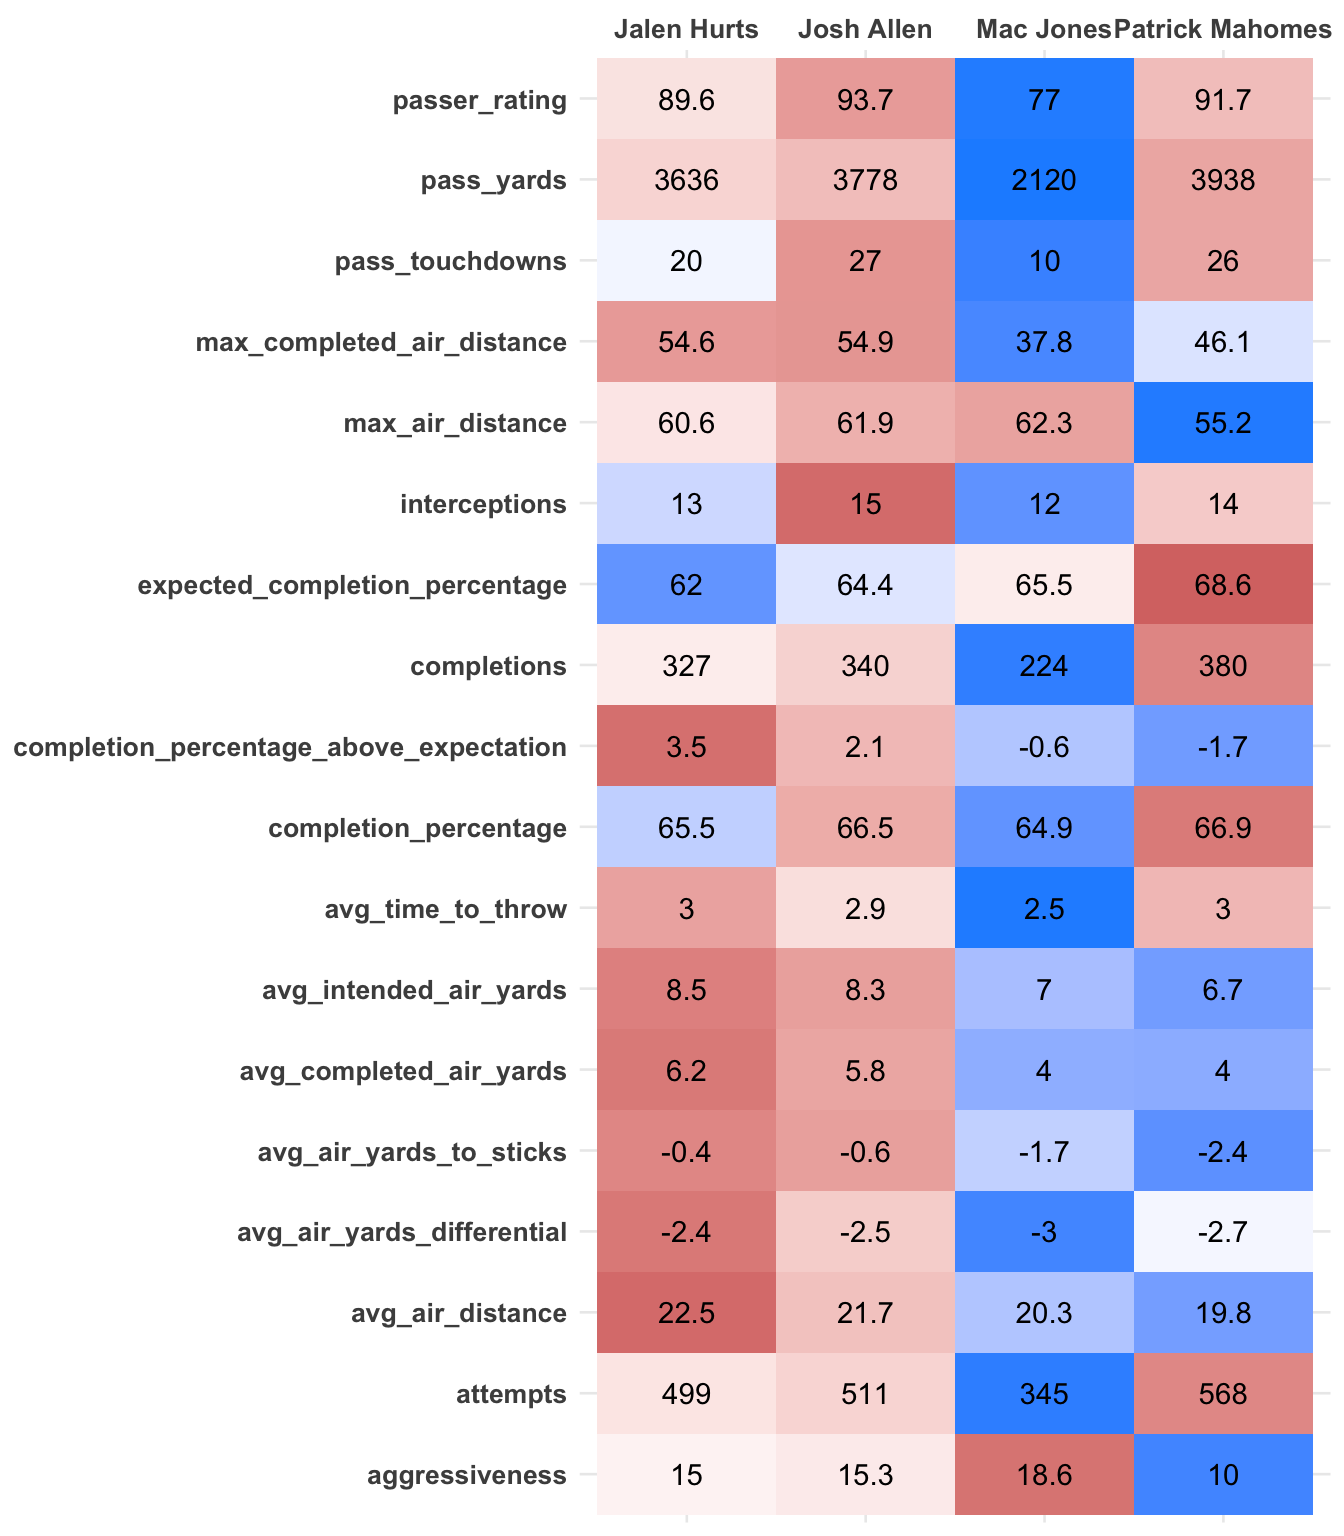 Jalen Hurts Josh Allen Mac Jones Patrick Mahomes
passer_rating 89.6 93.7 77 91.7
pass_yards 3636 3778 2120 3938
pass_touchdowns 20 27 10 26
max_completed_air_distance 54.6 54.9 37.8 46.1
max_air_distance 60.6 61.9 62.3 55.2
interceptions 13 15 12 14
expected_completion_percentage 62 64.4 65.5 68.6
completions 327 340 224 380
completion_percentage_above_expectation 3.5 2.1 -0.6 -1.7
completion_percentage 65.5 66.5 64.9 66.9
avg_time_to_throw 3 2.9 2.5 3
avg_intended_air_yards 8.5 8.3 7 6.7
avg_completed_air_yards 6.2 5.8 4 4
avg_air_yards_to_sticks -0.4 -0.6 -1.7 -2.4
avg_air_yards_differential -2.4 -2.5 -3 -2.7
avg_air_distance 22.5 21.7 20.3 19.8
attempts 499 511 345 568
aggressiveness 15 15.3 18.6 10